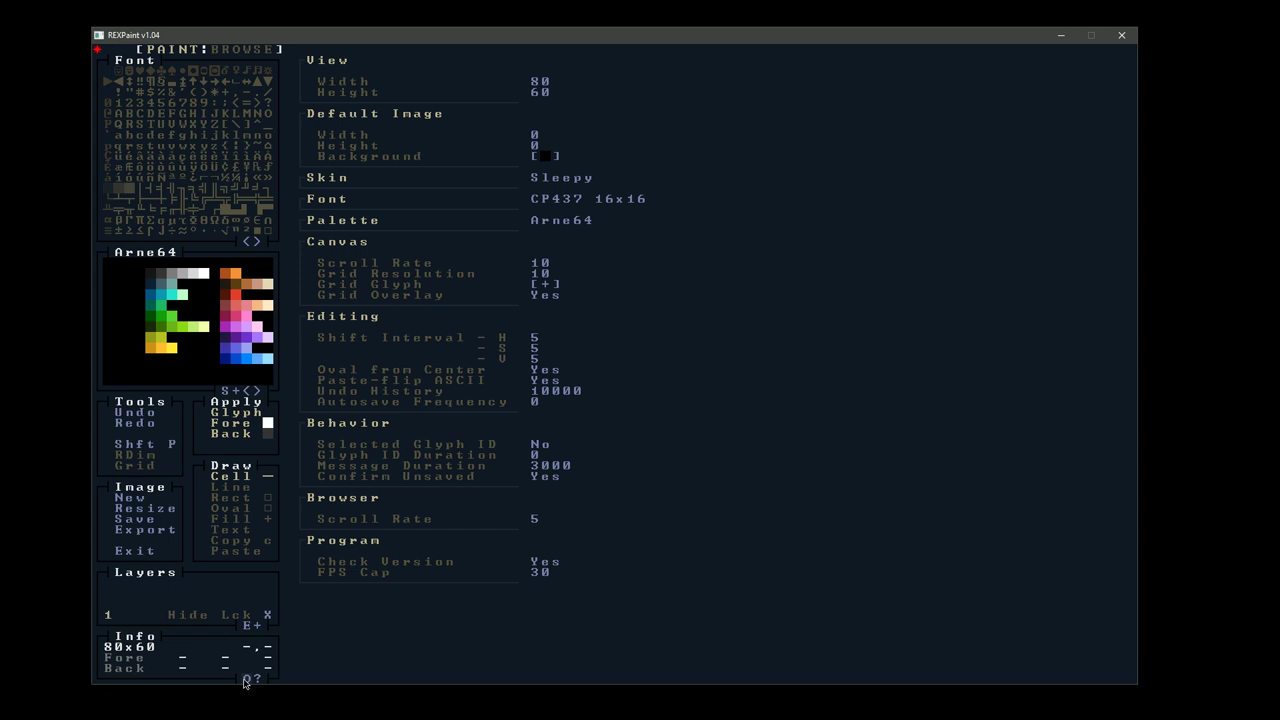 REXPaint v1.04
[PAINT:BROWSE]
Font
!"#$%&'()*+,-./
0123456789:;<=>?
@ABCDEFGHIJKLMNO
PQRSTUVWXYZ[\]^_
`abcdefghijklmno
pqrstuvwxyz{|}~⌂
<>
Arne64
S+<>
Tools
Undo
Redo
Shft P
RDim
Grid
Image
New
Resize
Save
Export
Exit
Apply
Glyph
Fore
Back
Draw
Cell —
Line
Rect □
Oval □
Fill +
Text
Copy c
Paste
Layers
1 Hide Lck X
E+
Info
80x60 -,-
Fore - - -
Back - - -
O?
View
Width 80
Height 60
Default Image
Width 0
Height 0
Background [ ]
Skin Sleepy
Font CP437 16x16
Palette Arne64
Canvas
Scroll Rate 10
Grid Resolution 10
Grid Glyph [+]
Grid Overlay Yes
Editing
Shift Interval - H 5
- S 5
- V 5
Oval from Center Yes
Paste-flip ASCII Yes
Undo History 10000
Autosave Frequency 0
Behavior
Selected Glyph ID No
Glyph ID Duration 0
Message Duration 3000
Confirm Unsaved Yes
Browser
Scroll Rate 5
Program
Check Version Yes
FPS Cap 30